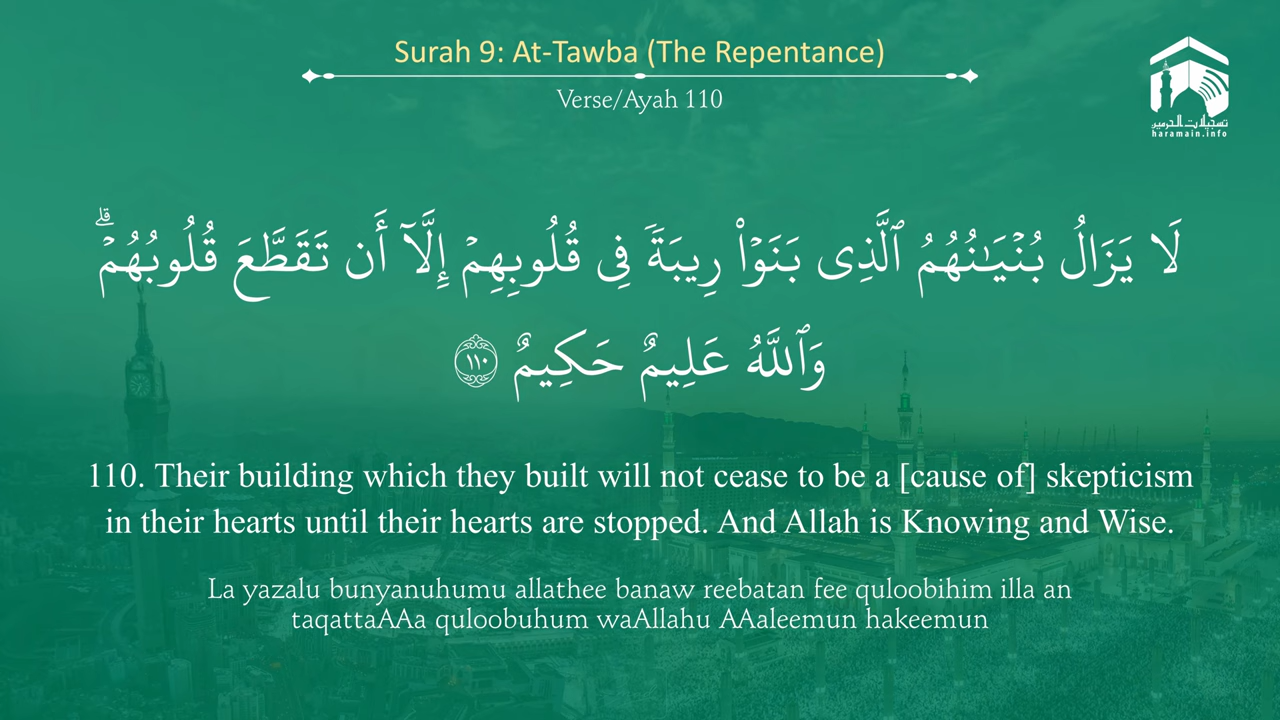 Surah 9: At-Tawba (The Repentance)
Verse/Ayah 110
تسجيلات الحرمين
haramain.info
لَا يَزَالُ بُنْيَـٰنُهُمُ ٱلَّذِى بَنَوْا۟ رِيبَةًۭ فِى قُلُوبِهِمْ إِلَّآ أَن تَقَطَّعَ قُلُوبُهُمْ ۗ
وَٱللَّهُ عَلِيمٌ حَكِيمٌ ١١٠
110. Their building which they built will not cease to be a [cause of] skepticism
in their hearts until their hearts are stopped. And Allah is Knowing and Wise.
La yazalu bunyanuhumu allathee banaw reebatan fee quloobihim illa an
taqattaAAa quloobuhum waAllahu AAaleemun hakeemun